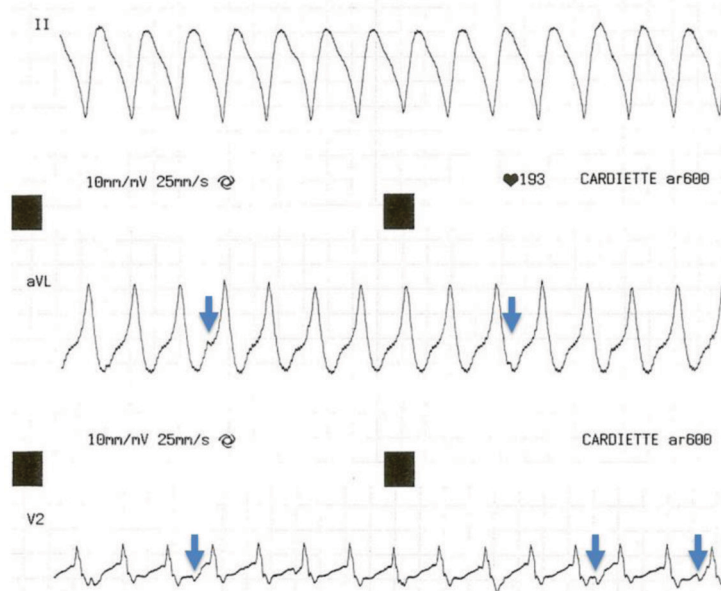 II
10mm/mV 25mm/s
♥193 CARDIETTE ar600
aVL
10mm/mV 25mm/s
CARDIETTE ar600
V2